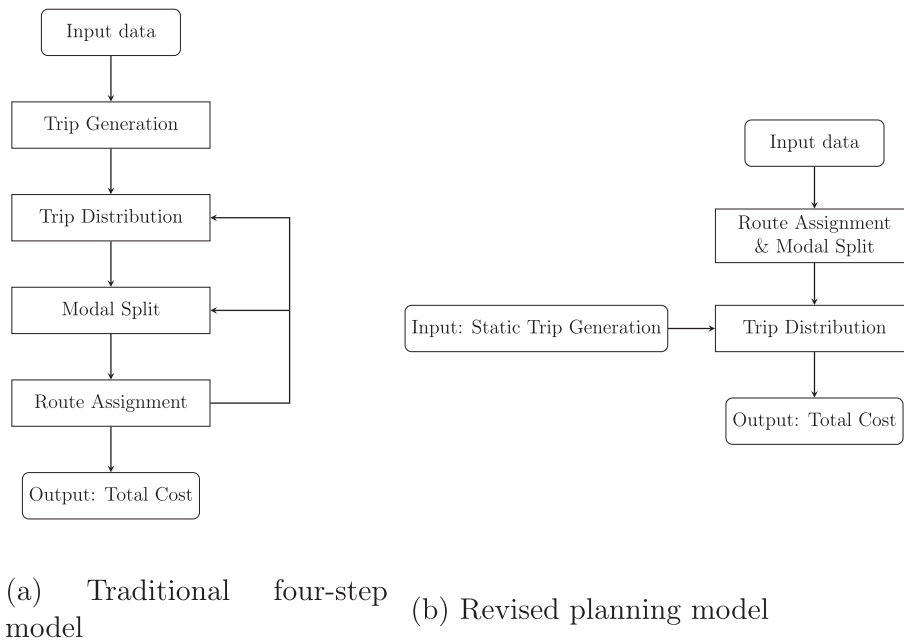 Input data
Trip Generation
Trip Distribution
Modal Split
Route Assignment
Output: Total Cost
(a) Traditional four-step
model
Input data
Route Assignment
& Modal Split
Input: Static Trip Generation
Trip Distribution
Output: Total Cost
(b) Revised planning model